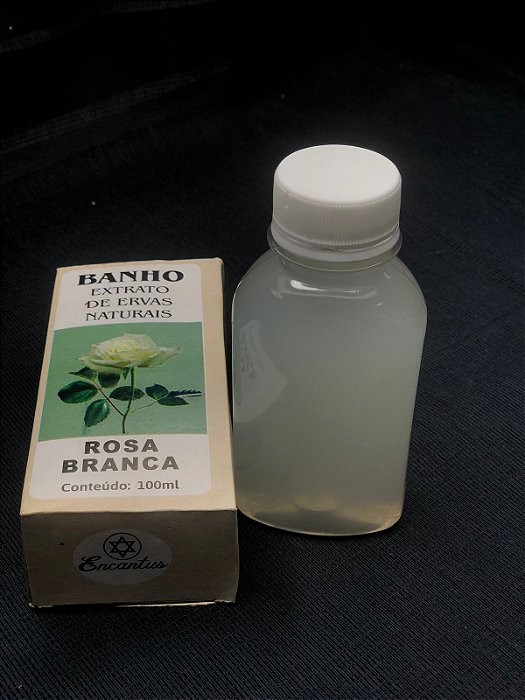 BANHO
EXTRATO
DE ERVAS
NATURAIS
ROSA
BRANCA
Conteúdo: 100ml
Encantus